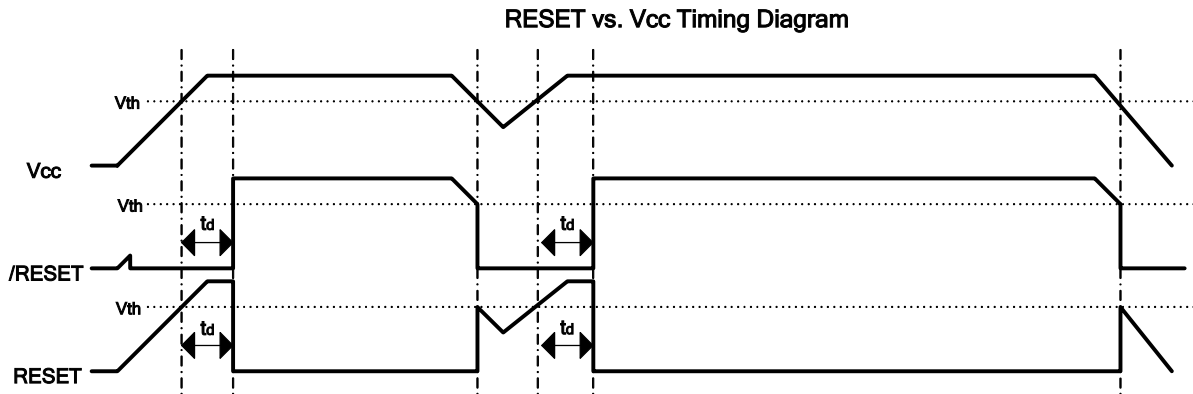 RESET vs. Vcc Timing Diagram
Vth
Vcc
Vth
td
td
/RESET
Vth
td
td
RESET